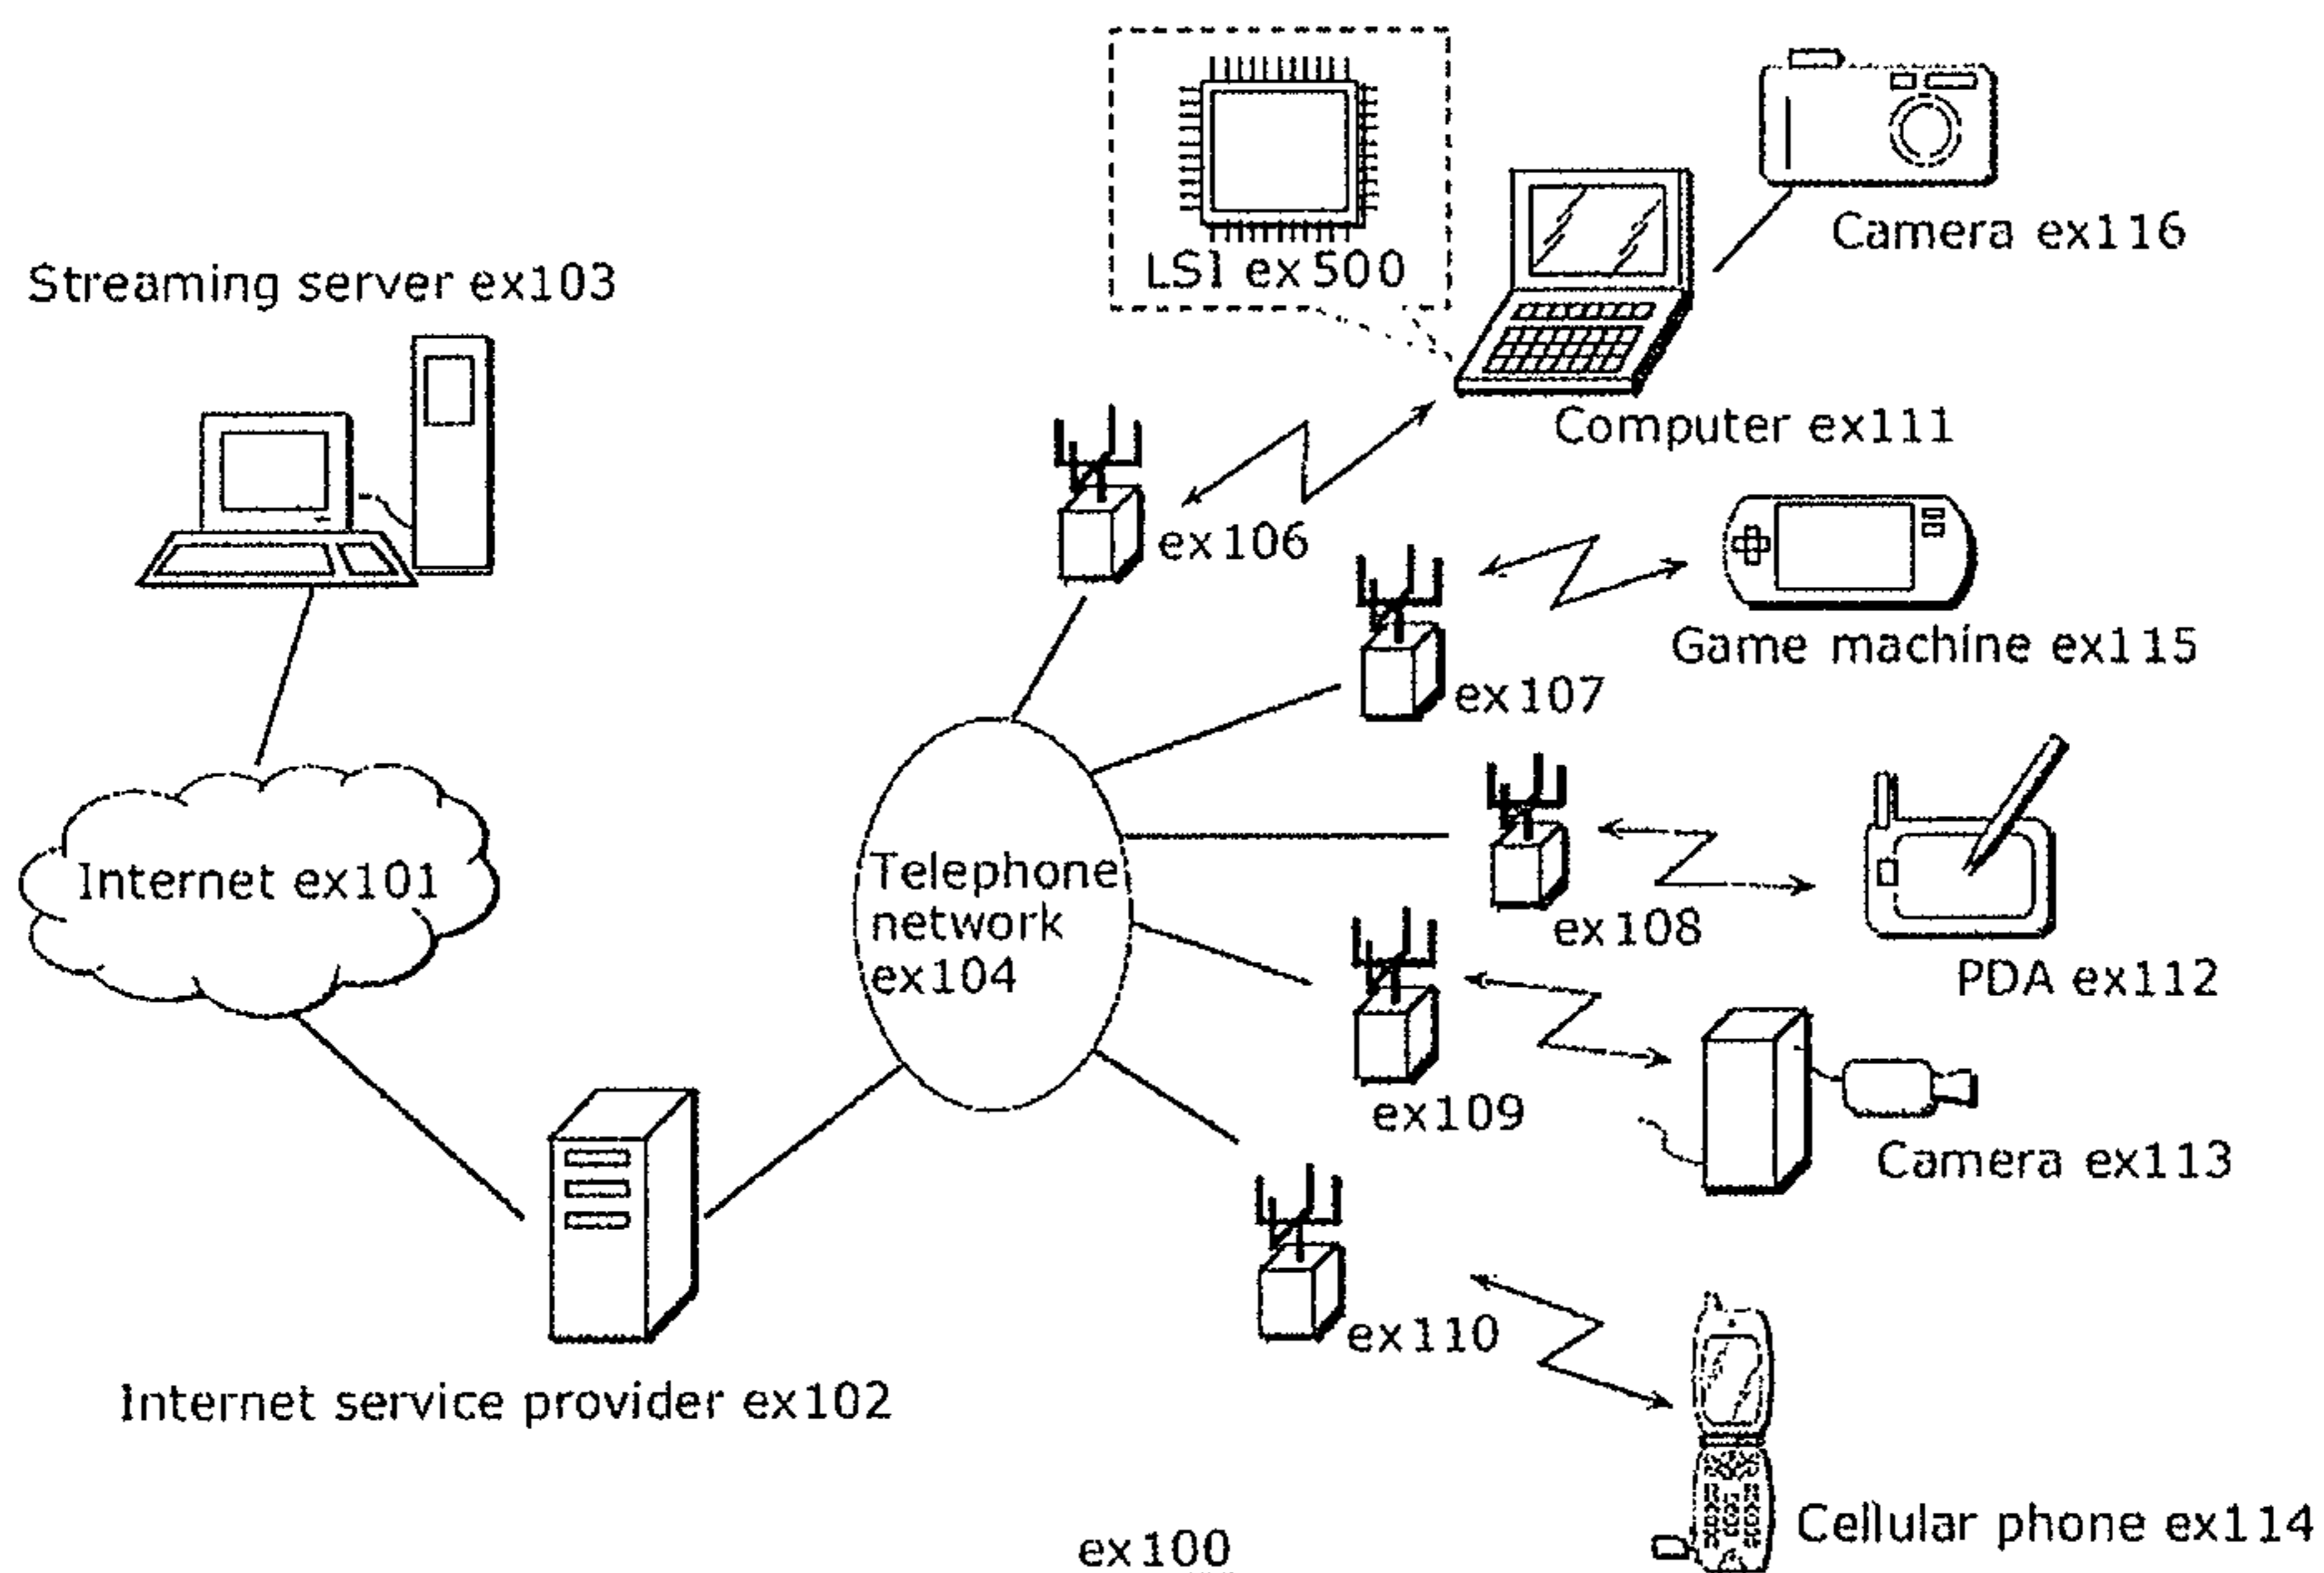 LSI ex500
Camera ex116
Streaming server ex103
Computer ex111
ex106
Game machine ex115
ex107
Internet ex101
Telephone
network
ex104
ex108
PDA ex112
ex109
Camera ex113
ex110
Internet service provider ex102
Cellular phone ex114
ex100